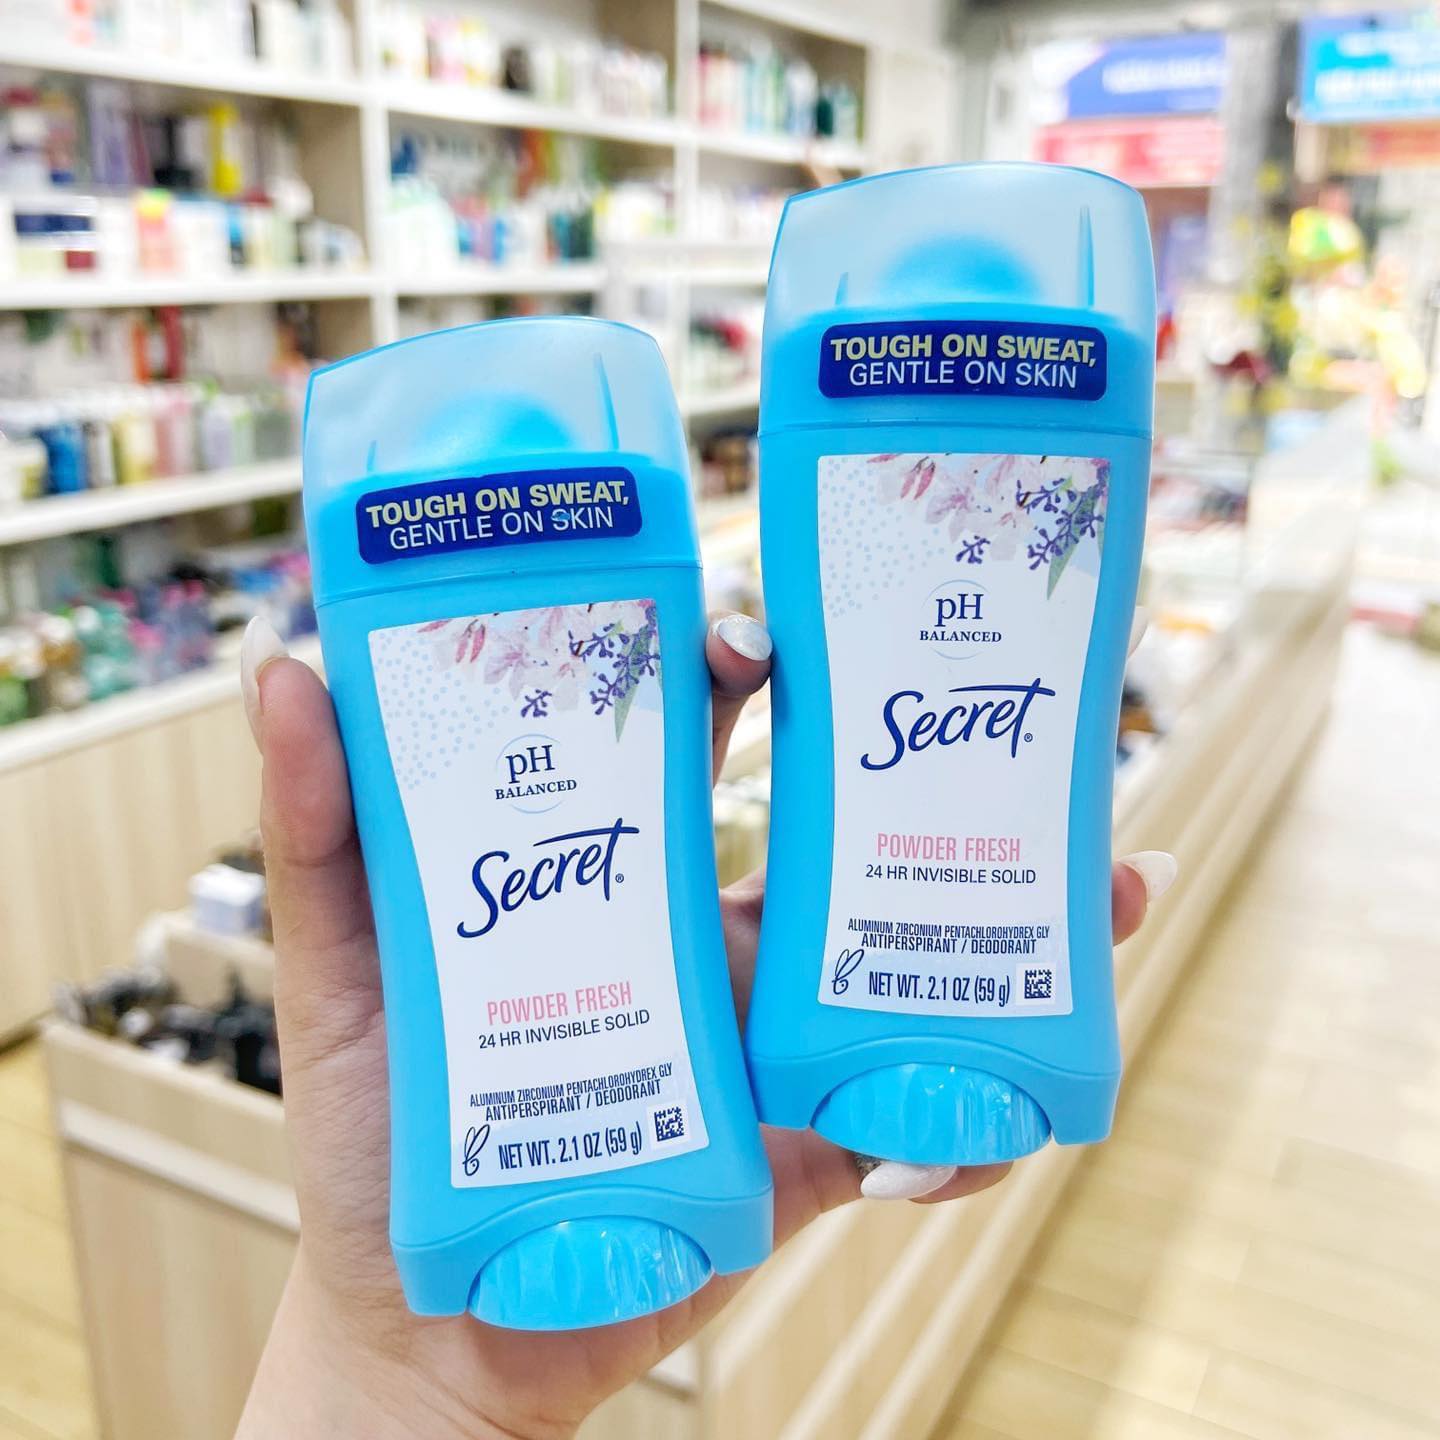 TOUGH ON SWEAT,
GENTLE ON SKIN
pH
BALANCED
Secret®
POWDER FRESH
24 HR INVISIBLE SOLID
ALUMINUM ZIRCONIUM PENTACHLOROHYDREX GLY
ANTIPERSPIRANT / DEODORANT
NET WT. 2.1 OZ (59 g)
TOUGH ON SWEAT,
GENTLE ON SKIN
pH
BALANCED
Secret®
POWDER FRESH
24 HR INVISIBLE SOLID
ALUMINUM ZIRCONIUM PENTACHLOROHYDREX GLY
ANTIPERSPIRANT / DEODORANT
NET WT. 2.1 OZ (59 g)